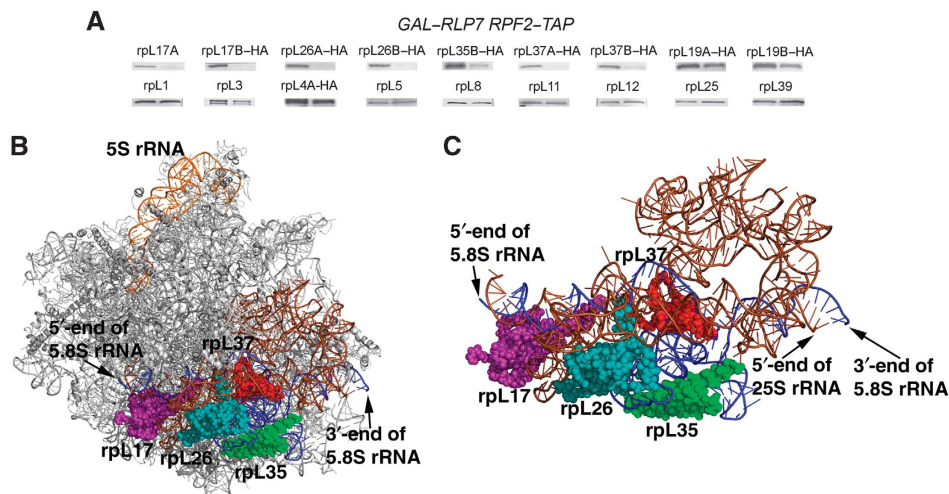 A
GAL–RLP7 RPF2–TAP
rpL17A rpL17B–HA rpL26A–HA rpL26B–HA rpL35B–HA rpL37A–HA rpL37B–HA rpL19A–HA rpL19B–HA
rpL1 rpL3 rpL4A-HA rpL5 rpL8 rpL11 rpL12 rpL25 rpL39
B
5S rRNA
5′-end of
5.8S rRNA
rpL37
rpL17
rpL26
rpL35
3′-end of
5.8S rRNA
C
5′-end of
5.8S rRNA
rpL37
rpL17
rpL26
rpL35
5′-end of
25S rRNA
3′-end of
5.8S rRNA